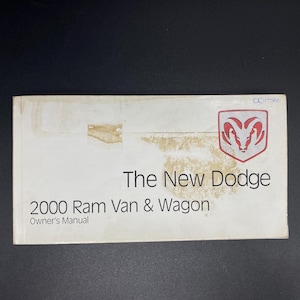 The New Dodge
2000 Ram Van & Wagon
Owner's Manual